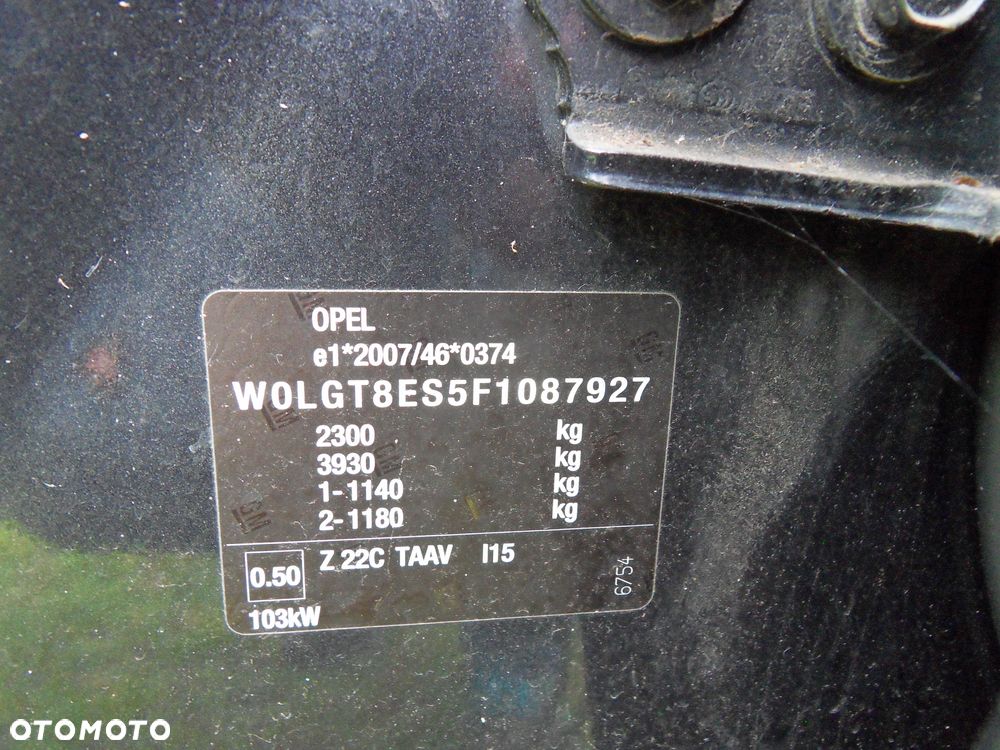 OPEL
e1*2007/46*0374
W0LGT8ES5F1087927
2300 kg
3930 kg
1-1140 kg
2-1180 kg
0.50 Z 22C TAAV I15
103kW
6754
OTOMOTO